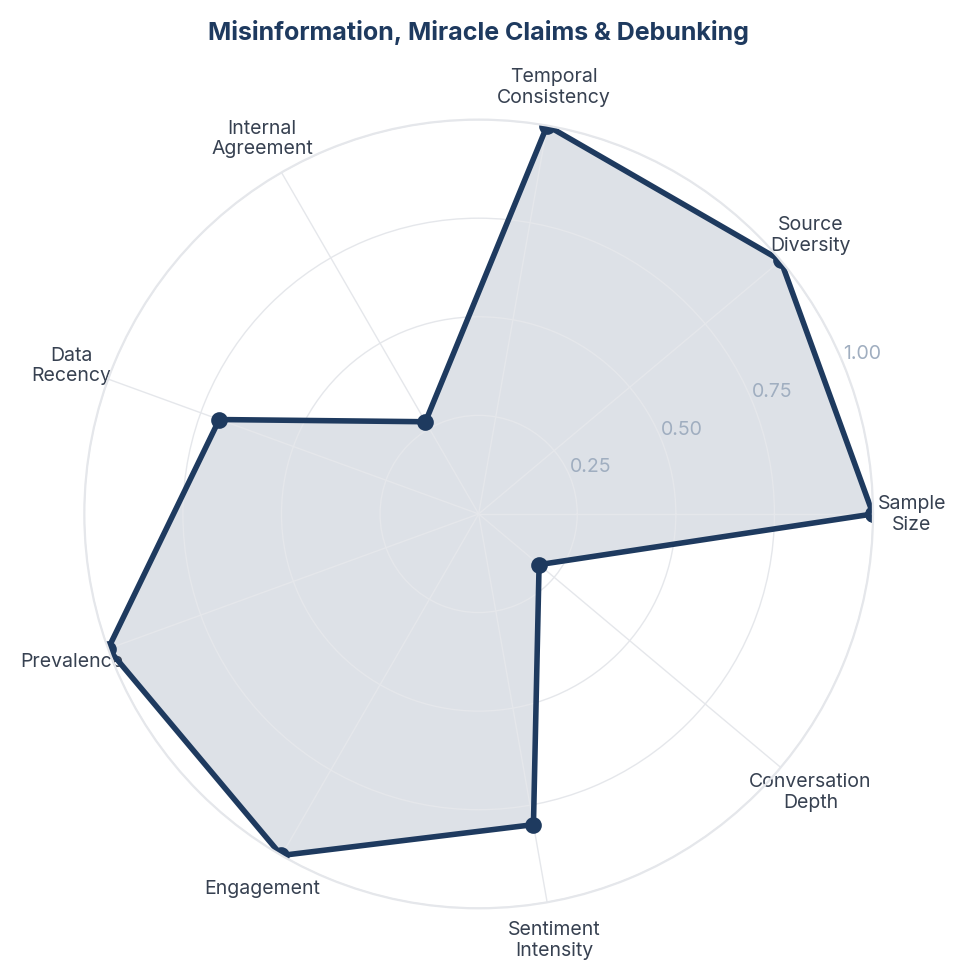 Misinformation, Miracle Claims & Debunking
Temporal
Consistency
Internal
Agreement
Source
Diversity
Data
Recency
1.00
0.75
0.50
0.25
Sample
Size
Prevalence
Conversation
Depth
Engagement
Sentiment
Intensity